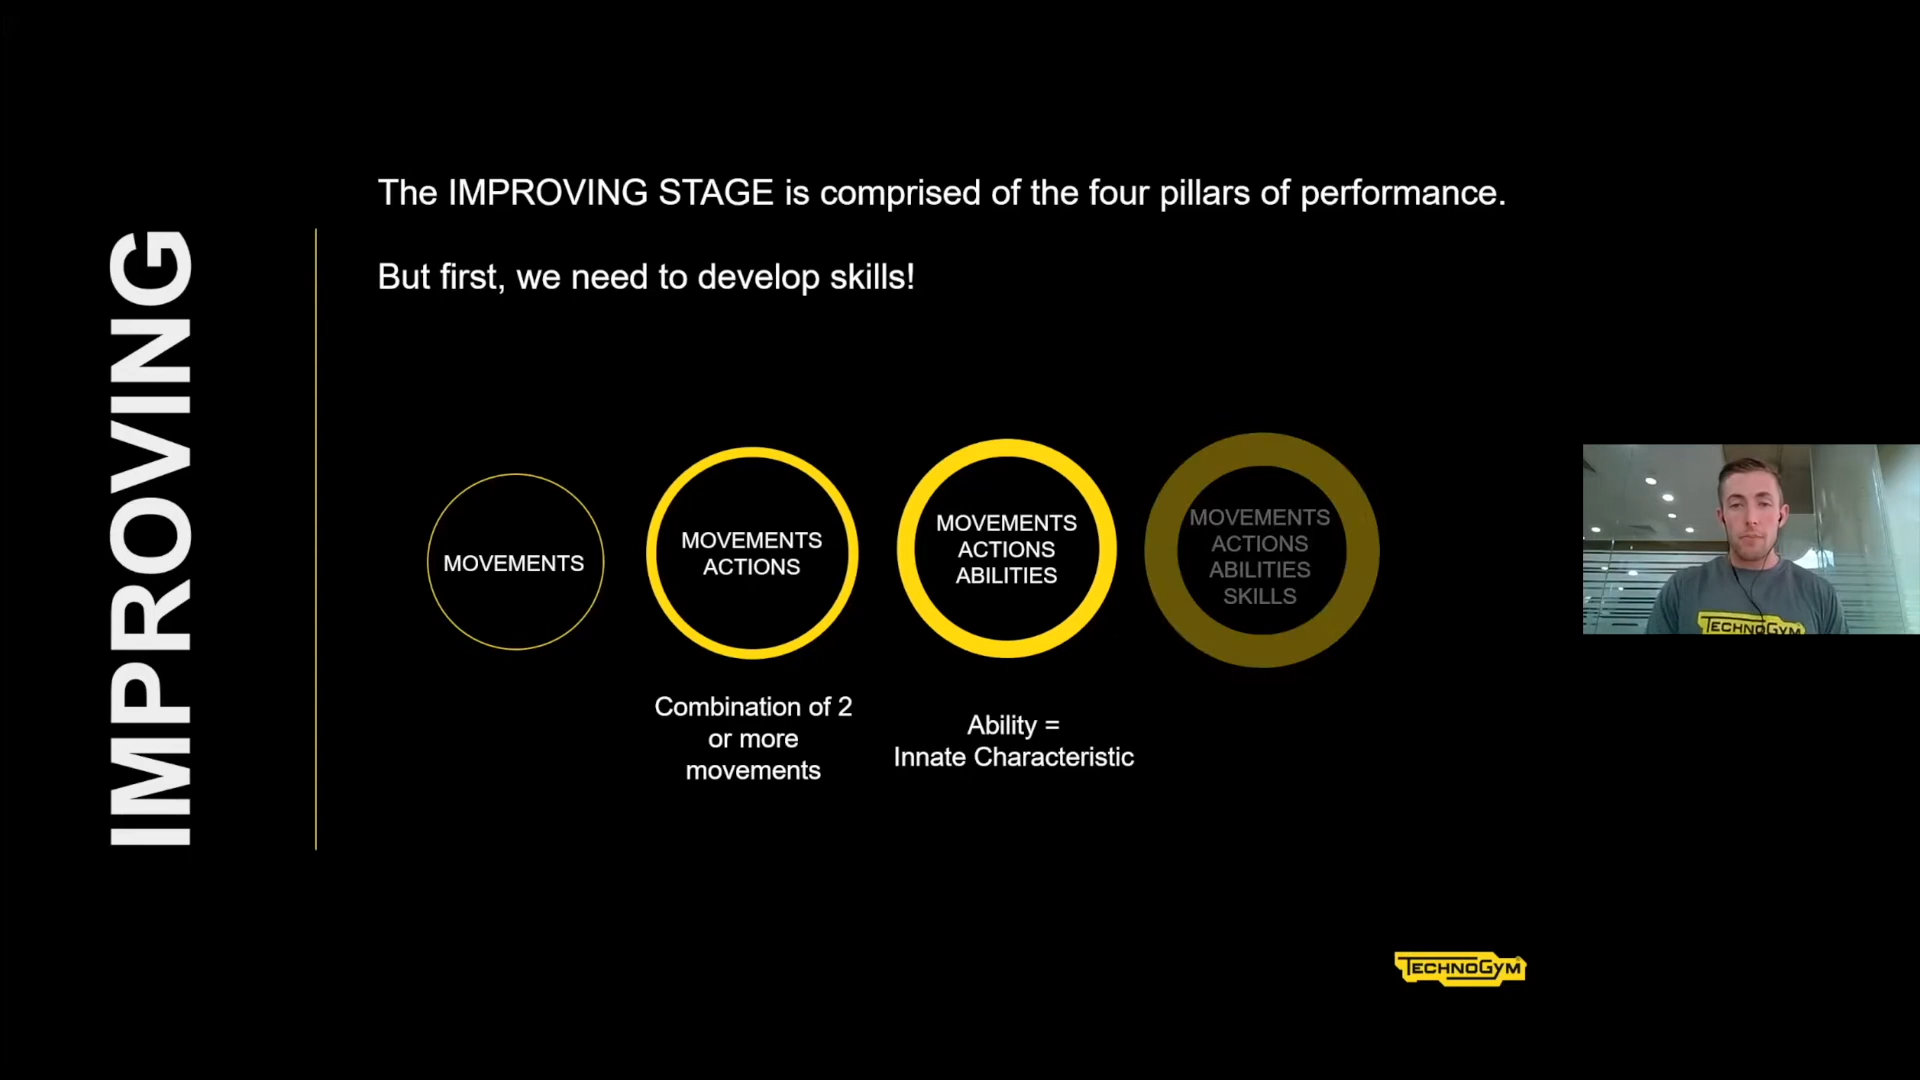 IMPROVING
The IMPROVING STAGE is comprised of the four pillars of performance.
But first, we need to develop skills!
MOVEMENTS
MOVEMENTS
ACTIONS
MOVEMENTS
ACTIONS
ABILITIES
MOVEMENTS
ACTIONS
ABILITIES
SKILLS
Combination of 2
or more
movements
Ability =
Innate Characteristic
TECHNOGYM
TECHNOGYM